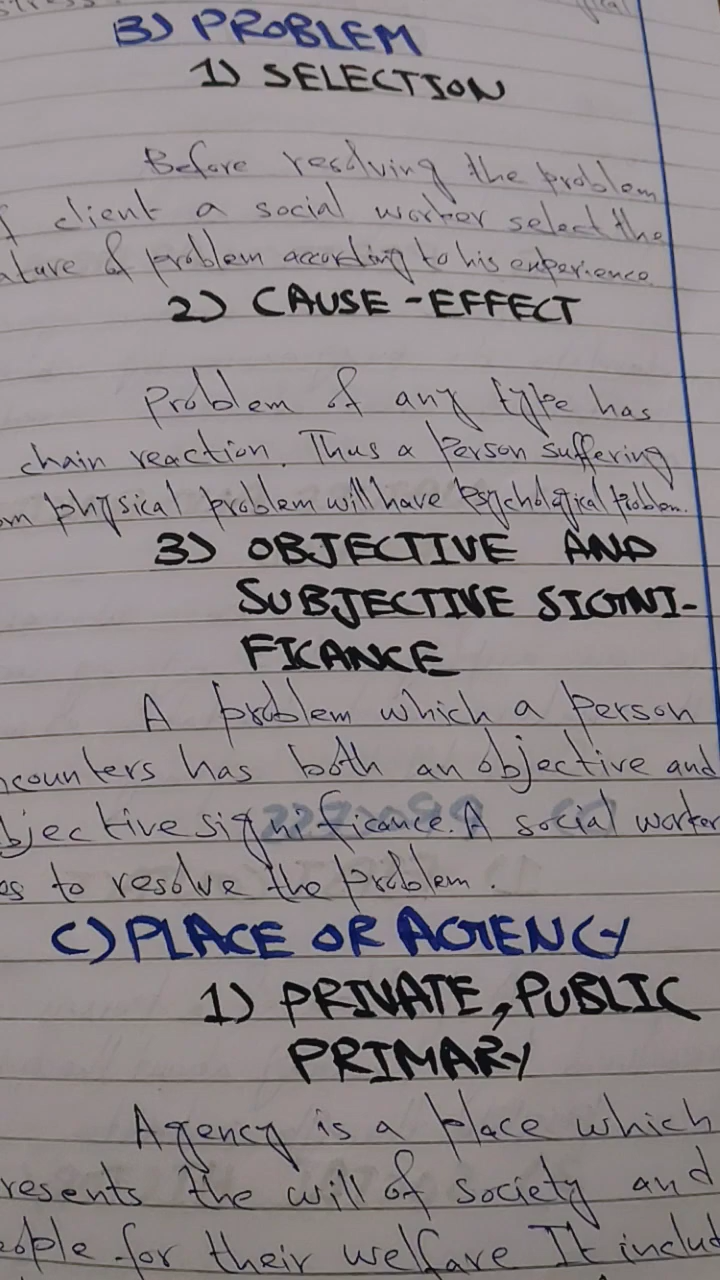 B) PROBLEM
1) SELECTION
Before resolving the problem
f client a social worker select the
ature of problem according to his experience.
2) CAUSE-EFFECT
Problem of any type has
chain reaction. Thus a Person suffering
om physical problem will have Psychological Problem.
3) OBJECTIVE AND
SUBJECTIVE SIGNI-
FICANCE
A problem which a person
counters has both an objective and
bjective significance. A social worker
es to resolve the problem.
C) PLACE OR AGENCY
1) PRIVATE, PUBLIC
PRIMARY
Agency is a place which
resents the will of society and
eople for their welfare It includ